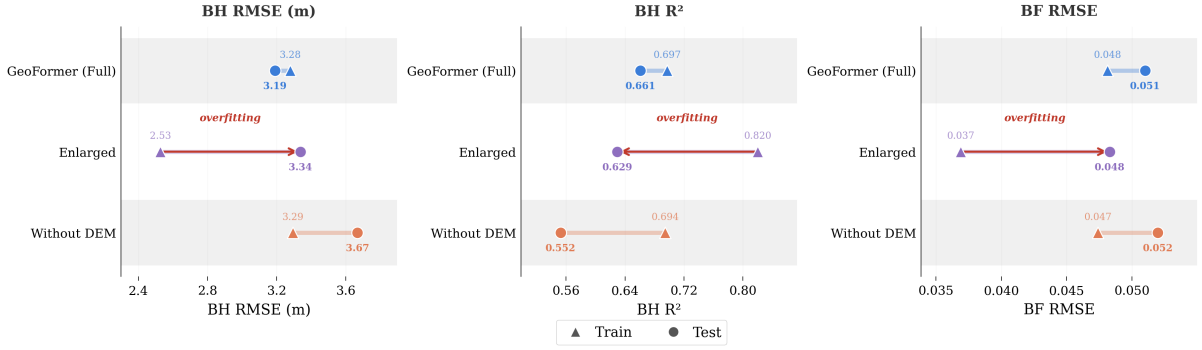 BH RMSE (m)
GeoFormer (Full)
3.28
3.19
overfitting
2.53
Enlarged
3.34
3.29
Without DEM
3.67
2.4 2.8 3.2 3.6
BH RMSE (m)
BH R²
GeoFormer (Full)
0.697
0.661
overfitting
0.820
Enlarged
0.629
0.694
Without DEM
0.552
0.56 0.64 0.72 0.80
BH R²
BF RMSE
GeoFormer (Full)
0.048
0.051
overfitting
0.037
Enlarged
0.048
0.047
Without DEM
0.052
0.035 0.040 0.045 0.050
BF RMSE
Train Test